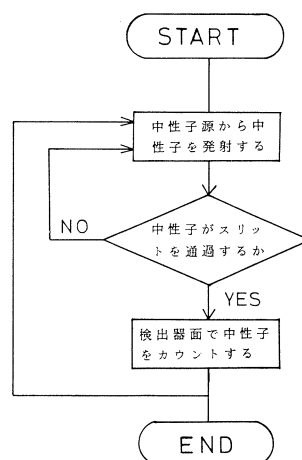 START
中性子源から中
性子を発射する
中性子がスリッ
トを通過するか
NO
YES
検出器面で中性子
をカウントする
END